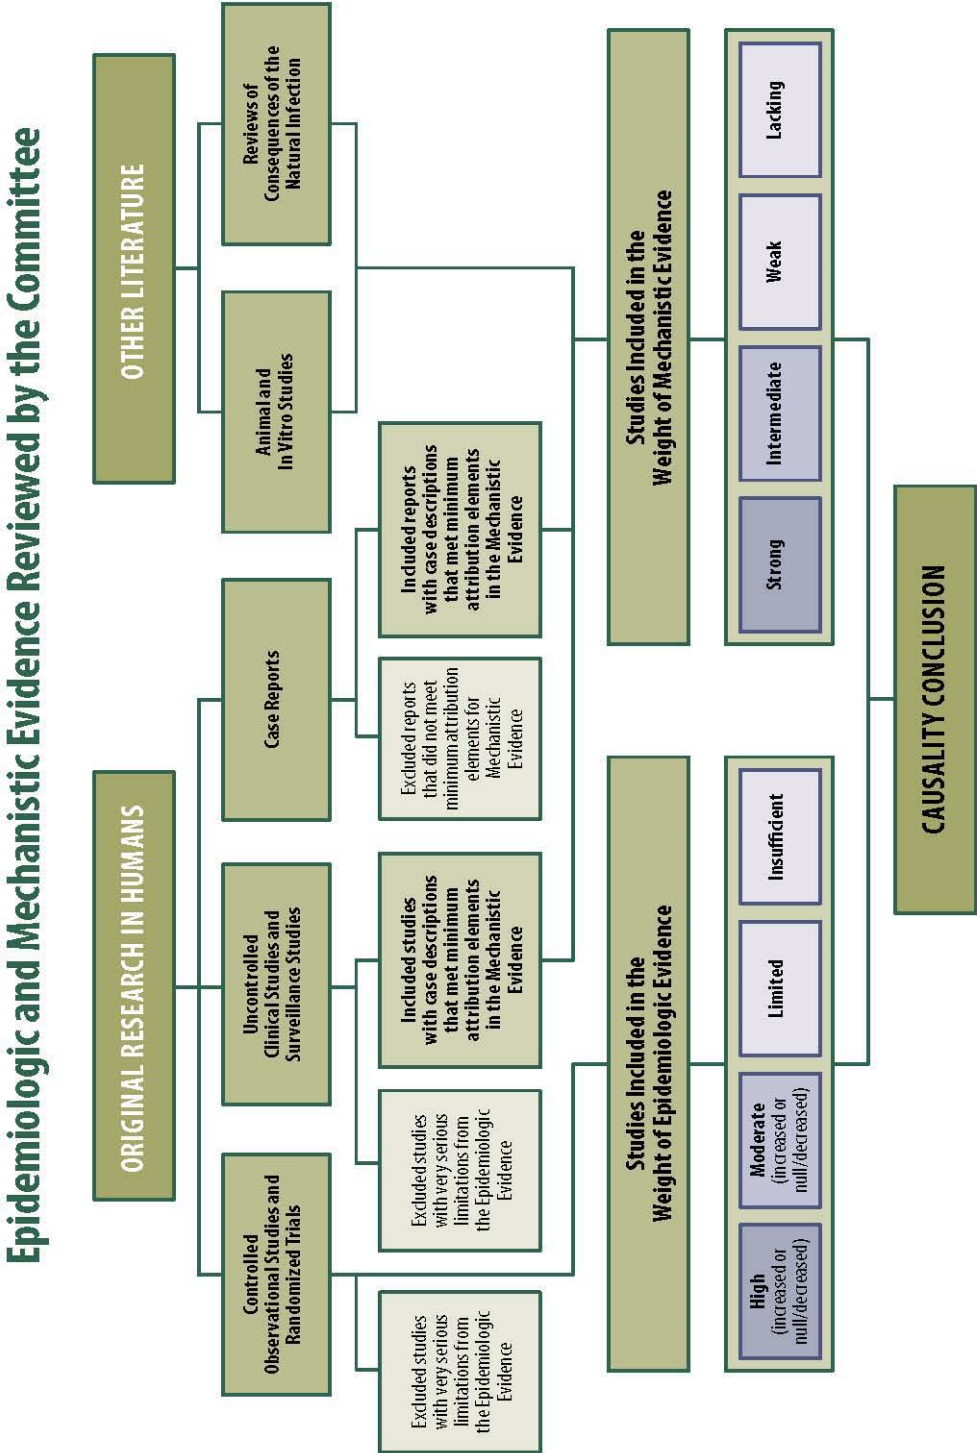 Epidemiologic and Mechanistic Evidence Reviewed by the Committee
ORIGINAL RESEARCH IN HUMANS
OTHER LITERATURE
Controlled
Observational Studies and
Randomized Trials
Uncontrolled
Clinical Studies and
Surveillance Studies
Case Reports
Animal and
In Vitro Studies
Reviews of
Consequences of the
Natural Infection
Excluded studies
with very serious
limitations from
the Epidemiologic
Evidence
Excluded studies
with very serious
limitations from
the Epidemiologic
Evidence
Included studies
with case descriptions
that met minimum
attribution elements
in the Mechanistic
Evidence
Excluded reports
that did not meet
minimum attribution
elements for
Mechanistic
Evidence
Included reports
with case descriptions
that met minimum
attribution elements
in the Mechanistic
Evidence
Studies Included in the
Weight of Epidemiologic Evidence
Studies Included in the
Weight of Mechanistic Evidence
High
(increased or
null/decreased)
Moderate
(increased or
null/decreased)
Limited
Insufficient
Strong
Intermediate
Weak
Lacking
CAUSALITY CONCLUSION